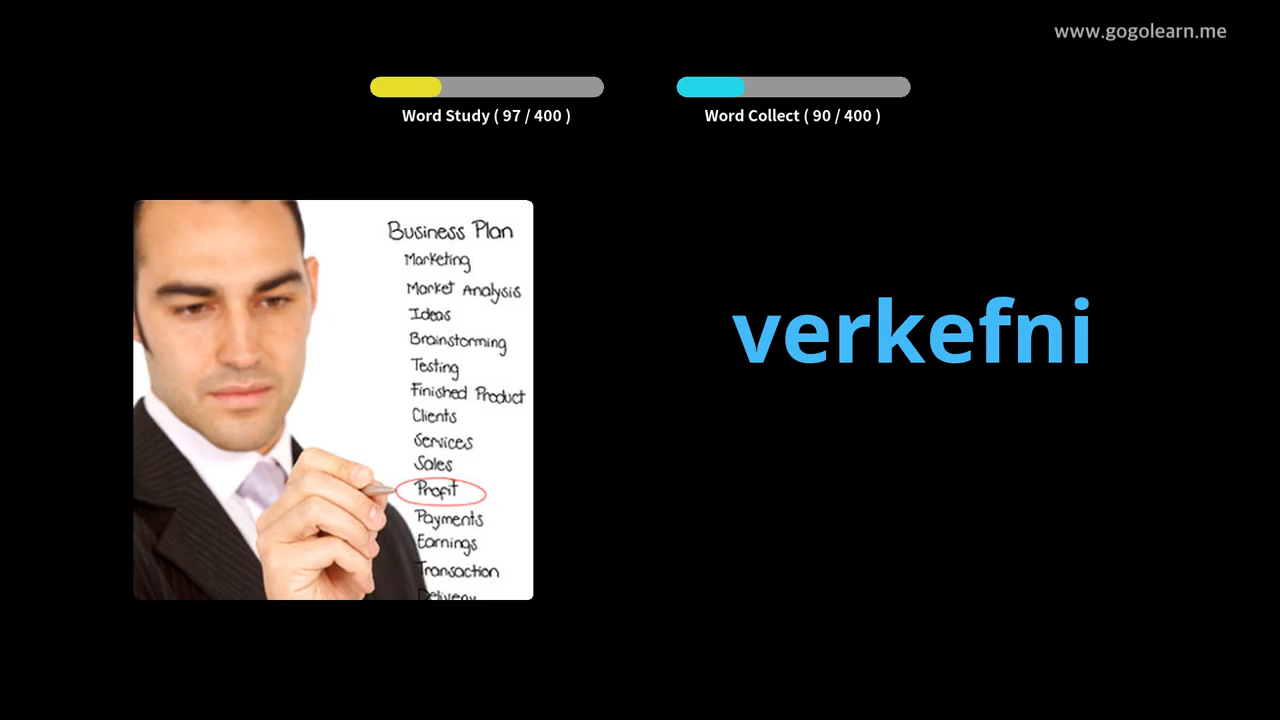 www.gogolearn.me
Word Study ( 97 / 400 )
Word Collect ( 90 / 400 )
Business Plan
Marketing
Market Analysis
Ideas
Brainstorming
Testing
Finished Product
Clients
Services
Sales
Profit
Payments
Earnings
Transaction
Delivery
verkefni